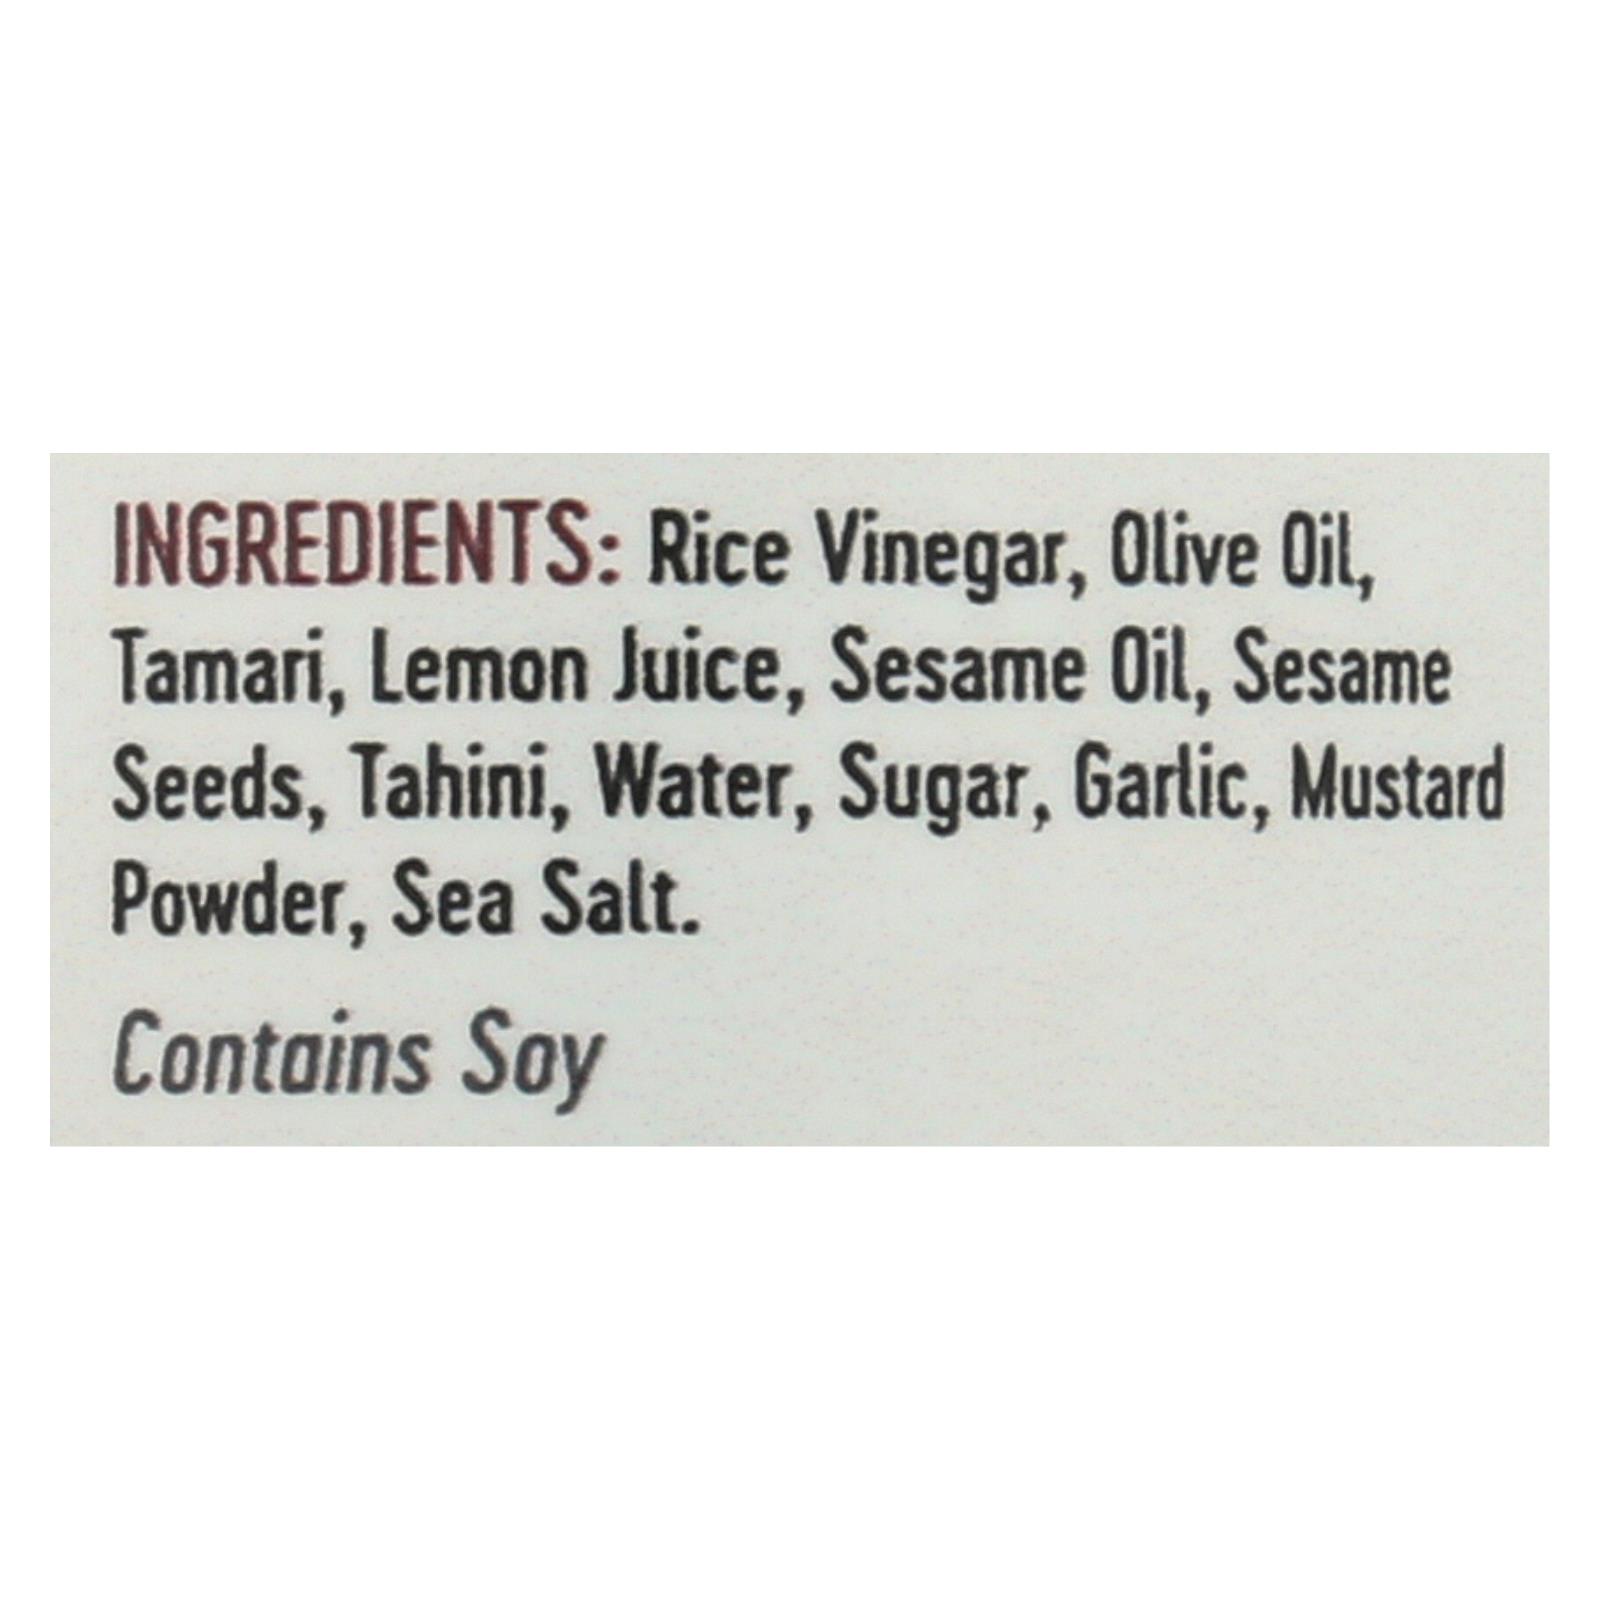 INGREDIENTS: Rice Vinegar, Olive Oil,
Tamari, Lemon Juice, Sesame Oil, Sesame
Seeds, Tahini, Water, Sugar, Garlic, Mustard
Powder, Sea Salt.
Contains Soy